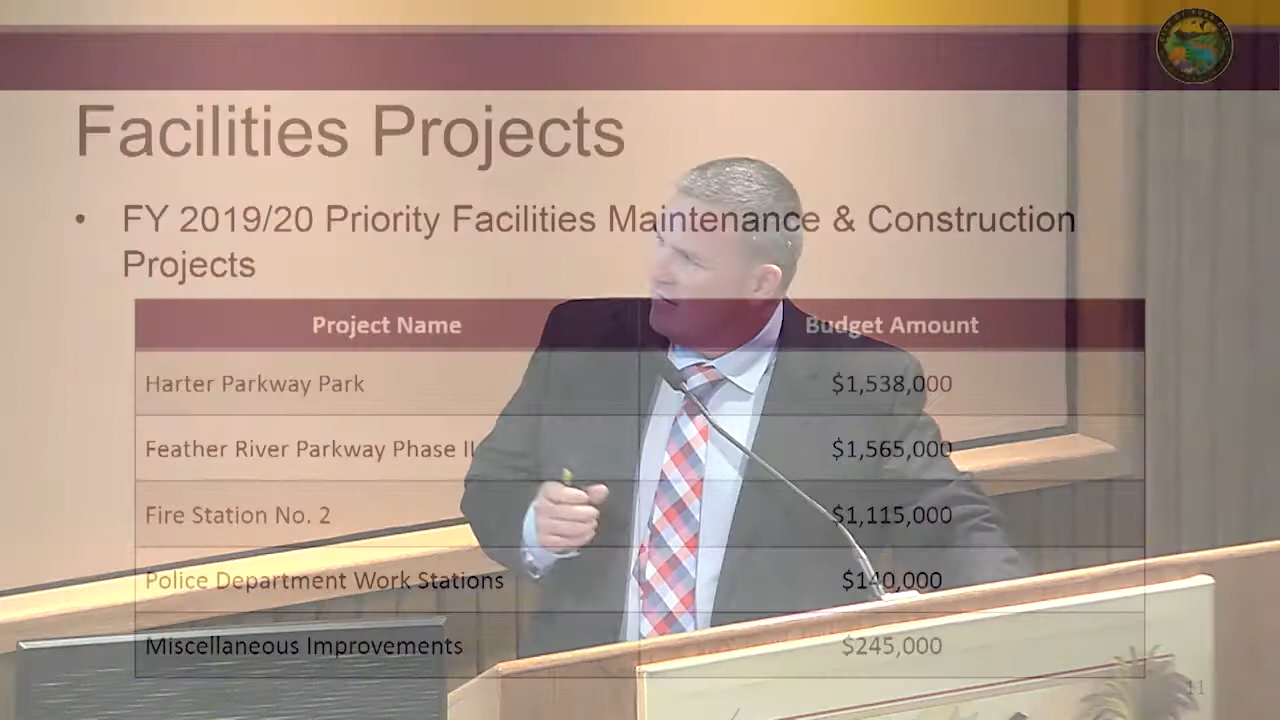 Facilities Projects
• FY 2019/20 Priority Facilities Maintenance & Construction
Projects
Project Name Budget Amount
Harter Parkway Park $1,538,000
Feather River Parkway Phase II $1,565,000
Fire Station No. 2 $1,115,000
Police Department Work Stations $140,000
Miscellaneous Improvements $245,000
11